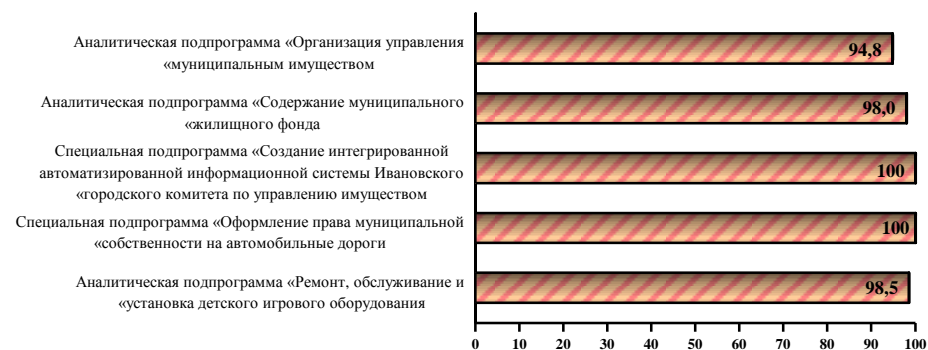 Аналитическая подпрограмма «Организация управления
«муниципальным имуществом
94,8
Аналитическая подпрограмма «Содержание муниципального
«жилищного фонда
98,0
Специальная подпрограмма «Создание интегрированной
автоматизированной информационной системы Ивановского
«городского комитета по управлению имуществом
100
Специальная подпрограмма «Оформление права муниципальной
«собственности на автомобильные дороги
100
Аналитическая подпрограмма «Ремонт, обслуживание и
«установка детского игрового оборудования
98,5
0 10 20 30 40 50 60 70 80 90 100